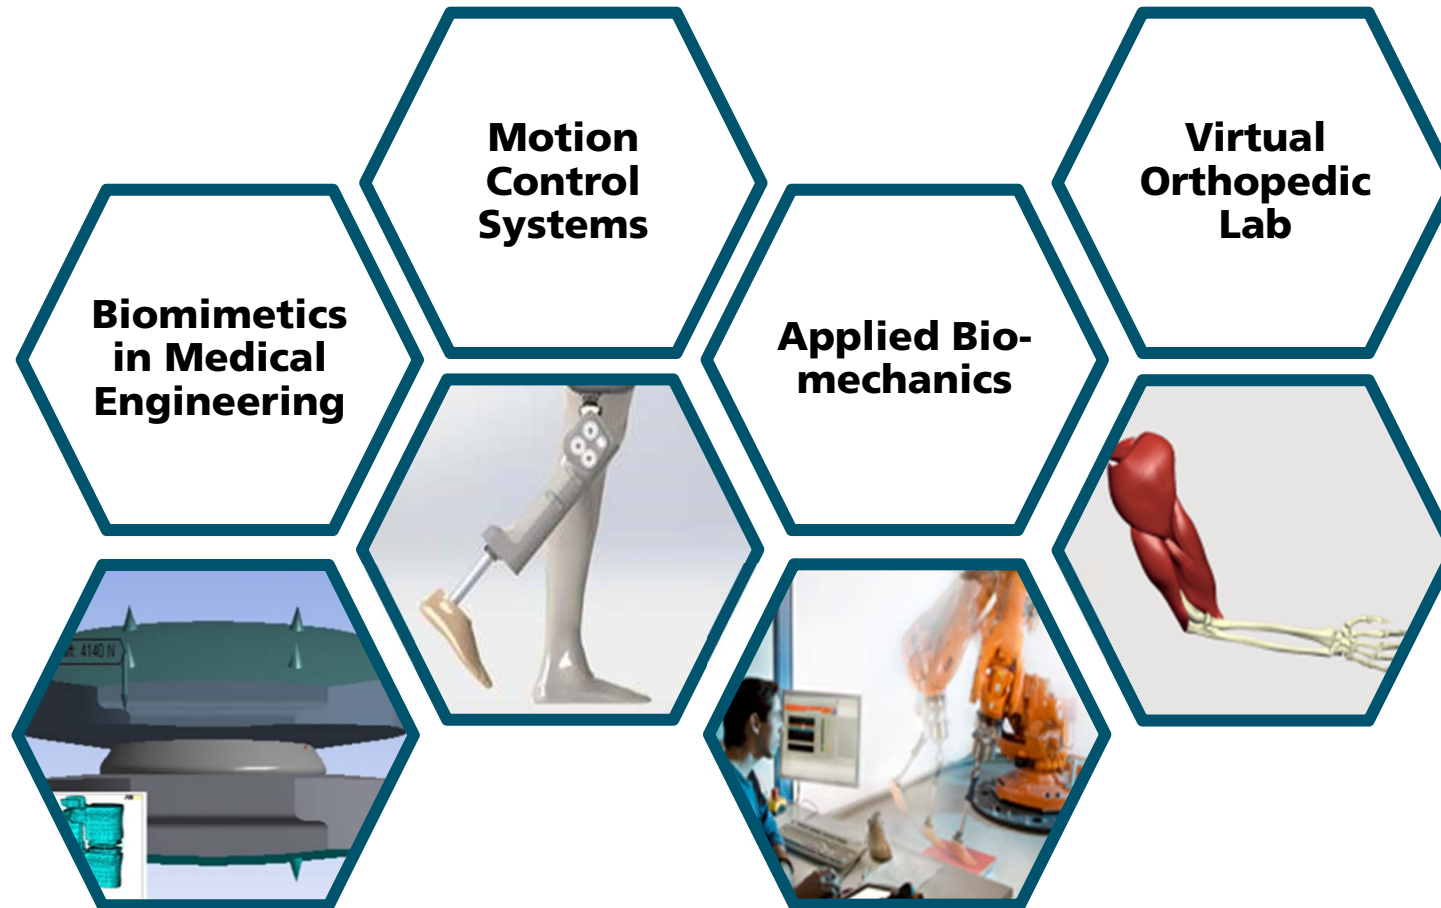 Motion
Control
Systems
Virtual
Orthopedic
Lab
Biomimetics
in Medical
Engineering
Applied Bio-
mechanics
4140 N